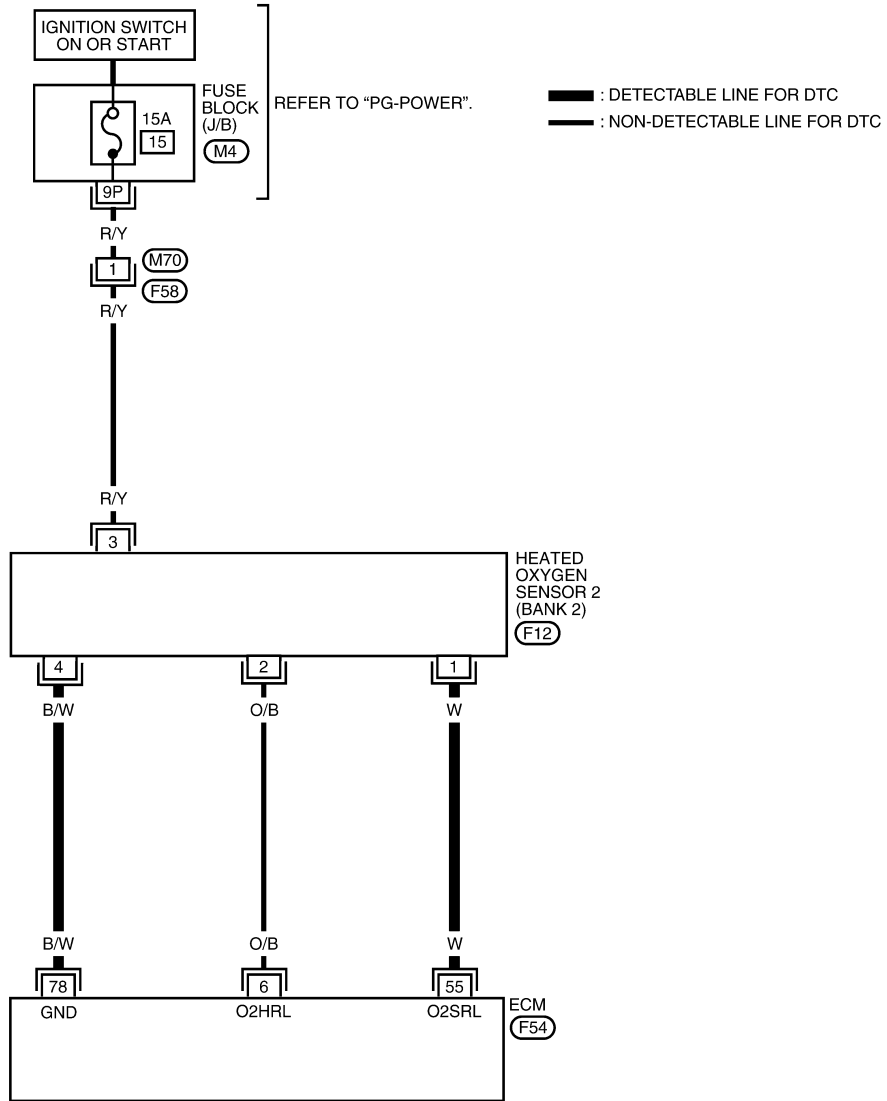 IGNITION SWITCH
ON OR START
FUSE
BLOCK
(J/B)
M4
15A
15
REFER TO “PG-POWER”.
: DETECTABLE LINE FOR DTC
: NON-DETECTABLE LINE FOR DTC
9P
R/Y
1
M70
F58
R/Y
R/Y
3
HEATED
OXYGEN
SENSOR 2
(BANK 2)
F12
4
2
1
B/W
O/B
W
B/W
O/B
W
78
6
55
GND
O2HRL
O2SRL
ECM
F54